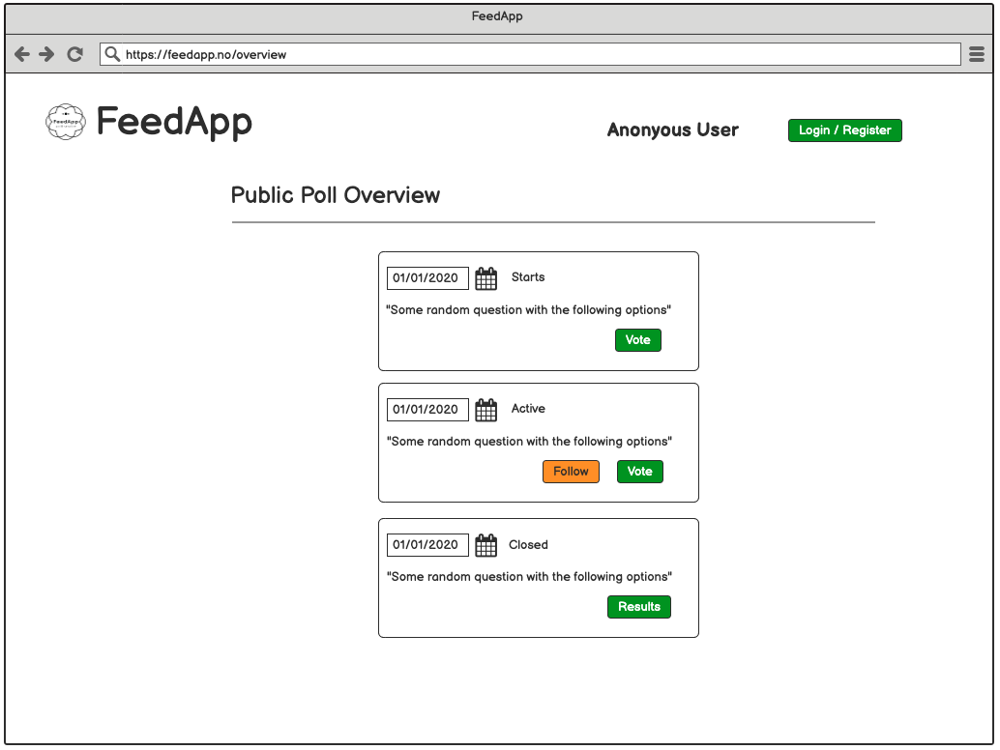 FeedApp
https://feedapp.no/overview
FeedApp
FeedApp
Anonyous User
Login / Register
Public Poll Overview
01/01/2020 Starts
"Some random question with the following options"
Vote
01/01/2020 Active
"Some random question with the following options"
Follow Vote
01/01/2020 Closed
"Some random question with the following options"
Results